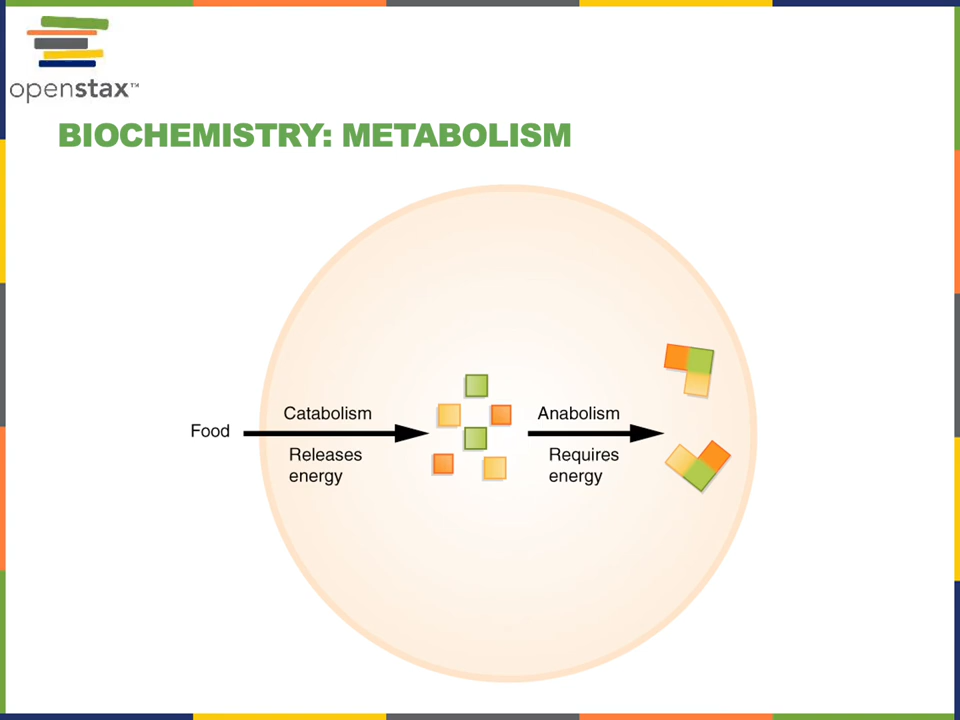 openstax™
BIOCHEMISTRY: METABOLISM
Food
Catabolism
Releases
energy
Anabolism
Requires
energy